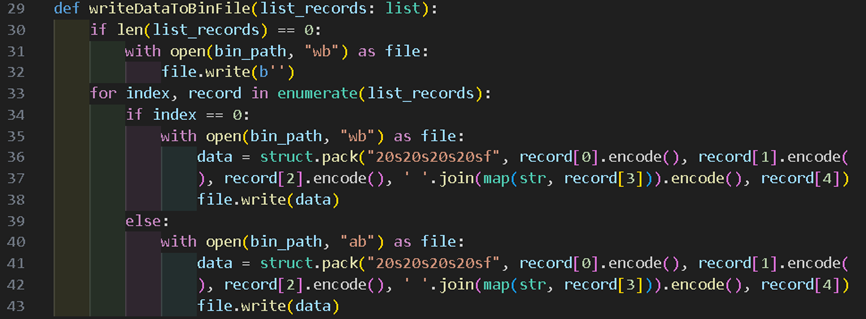 29 def writeDataToBinFile(list_records: list):
30     if len(list_records) == 0:
31         with open(bin_path, "wb") as file:
32             file.write(b'')
33     for index, record in enumerate(list_records):
34         if index == 0:
35             with open(bin_path, "wb") as file:
36                 data = struct.pack("20s20s20s20sf", record[0].encode(), record[1].encode(
37                 ), record[2].encode(), ' '.join(map(str, record[3])).encode(), record[4])
38                 file.write(data)
39         else:
40             with open(bin_path, "ab") as file:
41                 data = struct.pack("20s20s20s20sf", record[0].encode(), record[1].encode(
42                 ), record[2].encode(), ' '.join(map(str, record[3])).encode(), record[4])
43                 file.write(data)